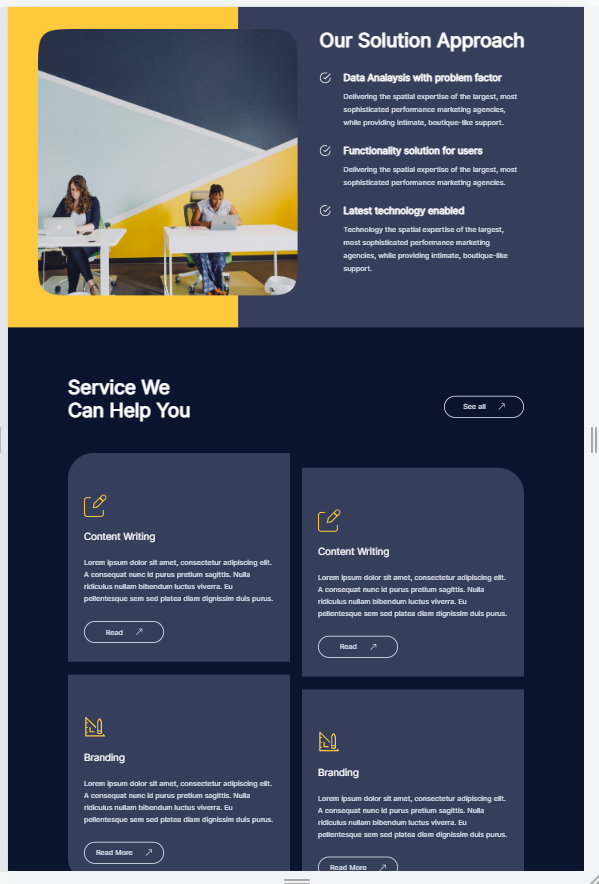 Our Solution Approach
Data Analaysis with problem factor
Delivering the spatial expertise of the largest, most
sophisticated performance marketing agencies,
while providing intimate, boutique-like support.
Functionality solution for users
Delivering the spatial expertise of the largest, most
sophisticated performance marketing agencies.
Latest technology enabled
Technology the spatial expertise of the largest,
most sophisticated performance marketing
agencies, while providing intimate, boutique-like
support.
Service We
Can Help You
See all
Content Writing
Lorem ipsum dolor sit amet, consectetur adipiscing elit.
A consequat nunc id purus pretium sagittis. Nulla
ridiculus nullam bibendum luctus viverra. Eu
pellentesque sem sed platea diam dignissim duis purus.
Read
Content Writing
Lorem ipsum dolor sit amet, consectetur adipiscing elit.
A consequat nunc id purus pretium sagittis. Nulla
ridiculus nullam bibendum luctus viverra. Eu
pellentesque sem sed platea diam dignissim duis purus.
Read
Branding
Lorem ipsum dolor sit amet, consectetur adipiscing elit.
A consequat nunc id purus pretium sagittis. Nulla
ridiculus nullam bibendum luctus viverra. Eu
pellentesque sem sed platea diam dignissim duis purus.
Read More
Branding
Lorem ipsum dolor sit amet, consectetur adipiscing elit.
A consequat nunc id purus pretium sagittis. Nulla
ridiculus nullam bibendum luctus viverra. Eu
pellentesque sem sed platea diam dignissim duis purus.
Read More